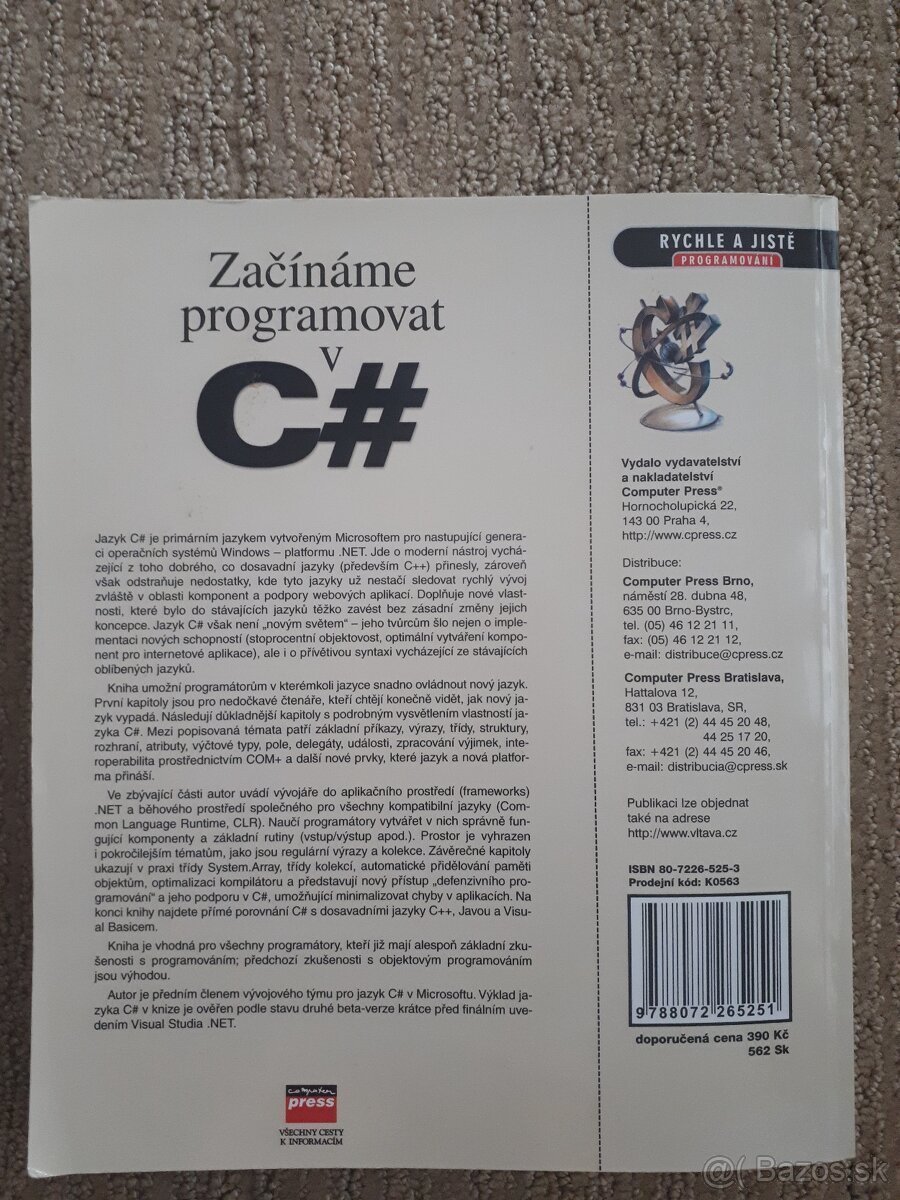 Začínáme
programovat
v
C#
Jazyk C# je primárním jazykem vytvořeným Microsoftem pro nastupující genera-
ci operačních systémů Windows – platformu .NET. Jde o moderní nástroj vychá-
zející z toho dobrého, co dosavadní jazyky (především C++) přinesly, zároveň
však odstraňuje nedostatky, kde tyto jazyky už nestačí sledovat rychlý vývoj
zvláště v oblasti komponent a podpory webových aplikací. Doplňuje nové vlast-
nosti, které bylo do stávajících jazyků těžko zavést bez zásadní změny jejich
koncepce. Jazyk C# však není „novým světem“ – jeho tvůrcům šlo nejen o imple-
mentaci nových schopností (stoprocentní objektovost, optimální vytváření kompo-
nent pro internetové aplikace), ale i o přívětivou syntaxi vycházející ze stávajících
oblíbených jazyků.
Kniha umožní programátorům v kterémkoli jazyce snadno ovládnout nový jazyk.
První kapitoly jsou pro nedočkavé čtenáře, kteří chtějí konečně vidět, jak nový ja-
zyk vypadá. Následují důkladnější kapitoly s podrobným vysvětlením vlastností ja-
zyka C#. Mezi popisovaná témata patří základní příkazy, výrazy, třídy, struktury,
rozhraní, atributy, výčtové typy, pole, delegáty, události, zpracování výjimek, inte-
roperabilita prostřednictvím COM+ a další nové prvky, které jazyk a nová platfor-
ma přináší.
Ve zbývající části autor uvádí vývojáře do aplikačního prostředí (frameworks)
.NET a běhového prostředí společného pro všechny kompatibilní jazyky (Com-
mon Language Runtime, CLR). Naučí programátory vytvářet v nich správně fun-
gující komponenty a základní rutiny (vstup/výstup apod.). Prostor je vyhrazen
i pokročilejším tématům, jako jsou regulární výrazy a kolekce. Závěrečné kapitoly
ukazují v praxi třídy System.Array, třídy kolekcí, automatické přidělování paměti
objektům, optimalizaci kompilátoru a představují nový přístup „defenzivního pro-
gramování“ a jeho podporu v C#, umožňující minimalizovat chyby v aplikacích. Na
konci knihy najdete přímé porovnání C# s dosavadními jazyky C++, Javou a Visu-
al Basicem.
Kniha je vhodná pro všechny programátory, kteří již mají alespoň základní zku-
šenosti s programováním; předchozí zkušenosti s objektovým programováním
jsou výhodou.
Autor je předním členem vývojového týmu pro jazyk C# v Microsoftu. Výklad ja-
zyka C# v knize je ověřen podle stavu druhé beta-verze krátce před finálním uve-
dením Visual Studia .NET.
computer
press
VŠECHNY CESTY
K INFORMACÍM
RYCHLE A JISTĚ
PROGRAMOVÁNÍ
C#
Vydalo vydavatelství
a nakladatelství
Computer Press®
Hornocholupická 22,
143 00 Praha 4,
http://www.cpress.cz
Distribuce:
Computer Press Brno,
náměstí 28. dubna 48,
635 00 Brno-Bystrc,
tel. (05) 46 12 21 11,
fax: (05) 46 12 21 12,
e-mail: distribuce@cpress.cz
Computer Press Bratislava,
Hattalova 12,
831 03 Bratislava, SR,
tel.: +421 (2) 44 45 20 48,
44 25 17 20,
fax: +421 (2) 44 45 20 46,
e-mail: distribucia@cpress.sk
Publikaci lze objednat
také na adrese
http://www.vltava.cz
ISBN 80-7226-525-3
Prodejní kód: K0563
9 788072 265251
doporučená cena 390 Kč
562 Sk
@( Bazos.sk